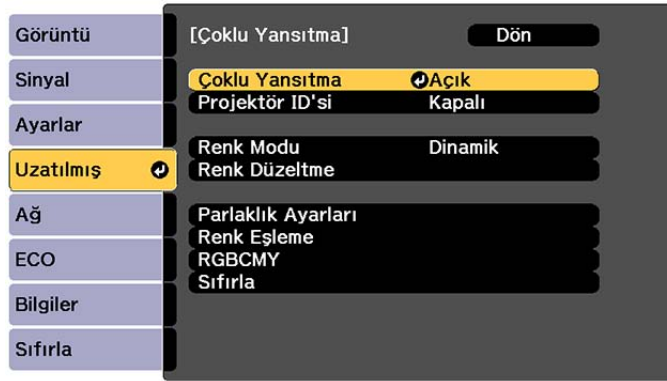 Görüntü
Sinyal
Ayarlar
Uzatılmış
Ağ
ECO
Bilgiler
Sıfırla
[Çoklu Yansıtma] Dön
Çoklu Yansıtma Açık
Projektör ID'si Kapalı
Renk Modu Dinamik
Renk Düzeltme
Parlaklık Ayarları
Renk Eşleme
RGBCMY
Sıfırla